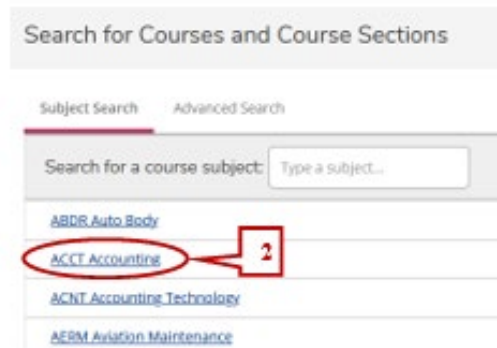 Search for Courses and Course Sections
Subject Search Advanced Search
Search for a course subject: Type a subject...
ABDR Auto Body
ACCT Accounting 2
ACNT Accounting Technology
AERM Aviation Maintenance